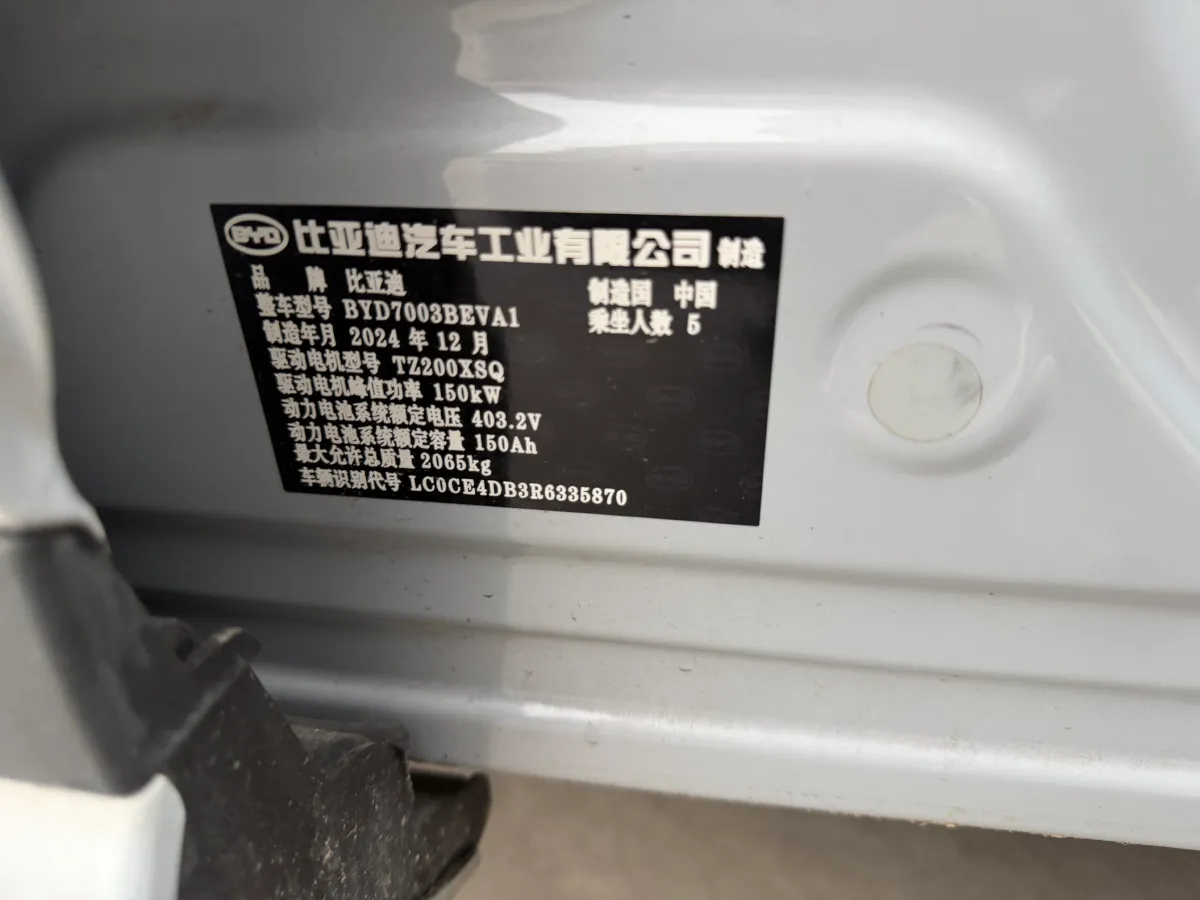 BYD 比亚迪汽车工业有限公司 制造
品 牌 比亚迪 制造国 中国
整车型号 BYD7003BEVA1 乘坐人数 5
制造年月 2024 年 12 月
驱动电机型号 TZ200XSQ
驱动电机峰值功率 150kW
动力电池系统额定电压 403.2V
动力电池系统额定容量 150Ah
最大允许总质量 2065kg
车辆识别代号 LC0CE4DB3R6335870